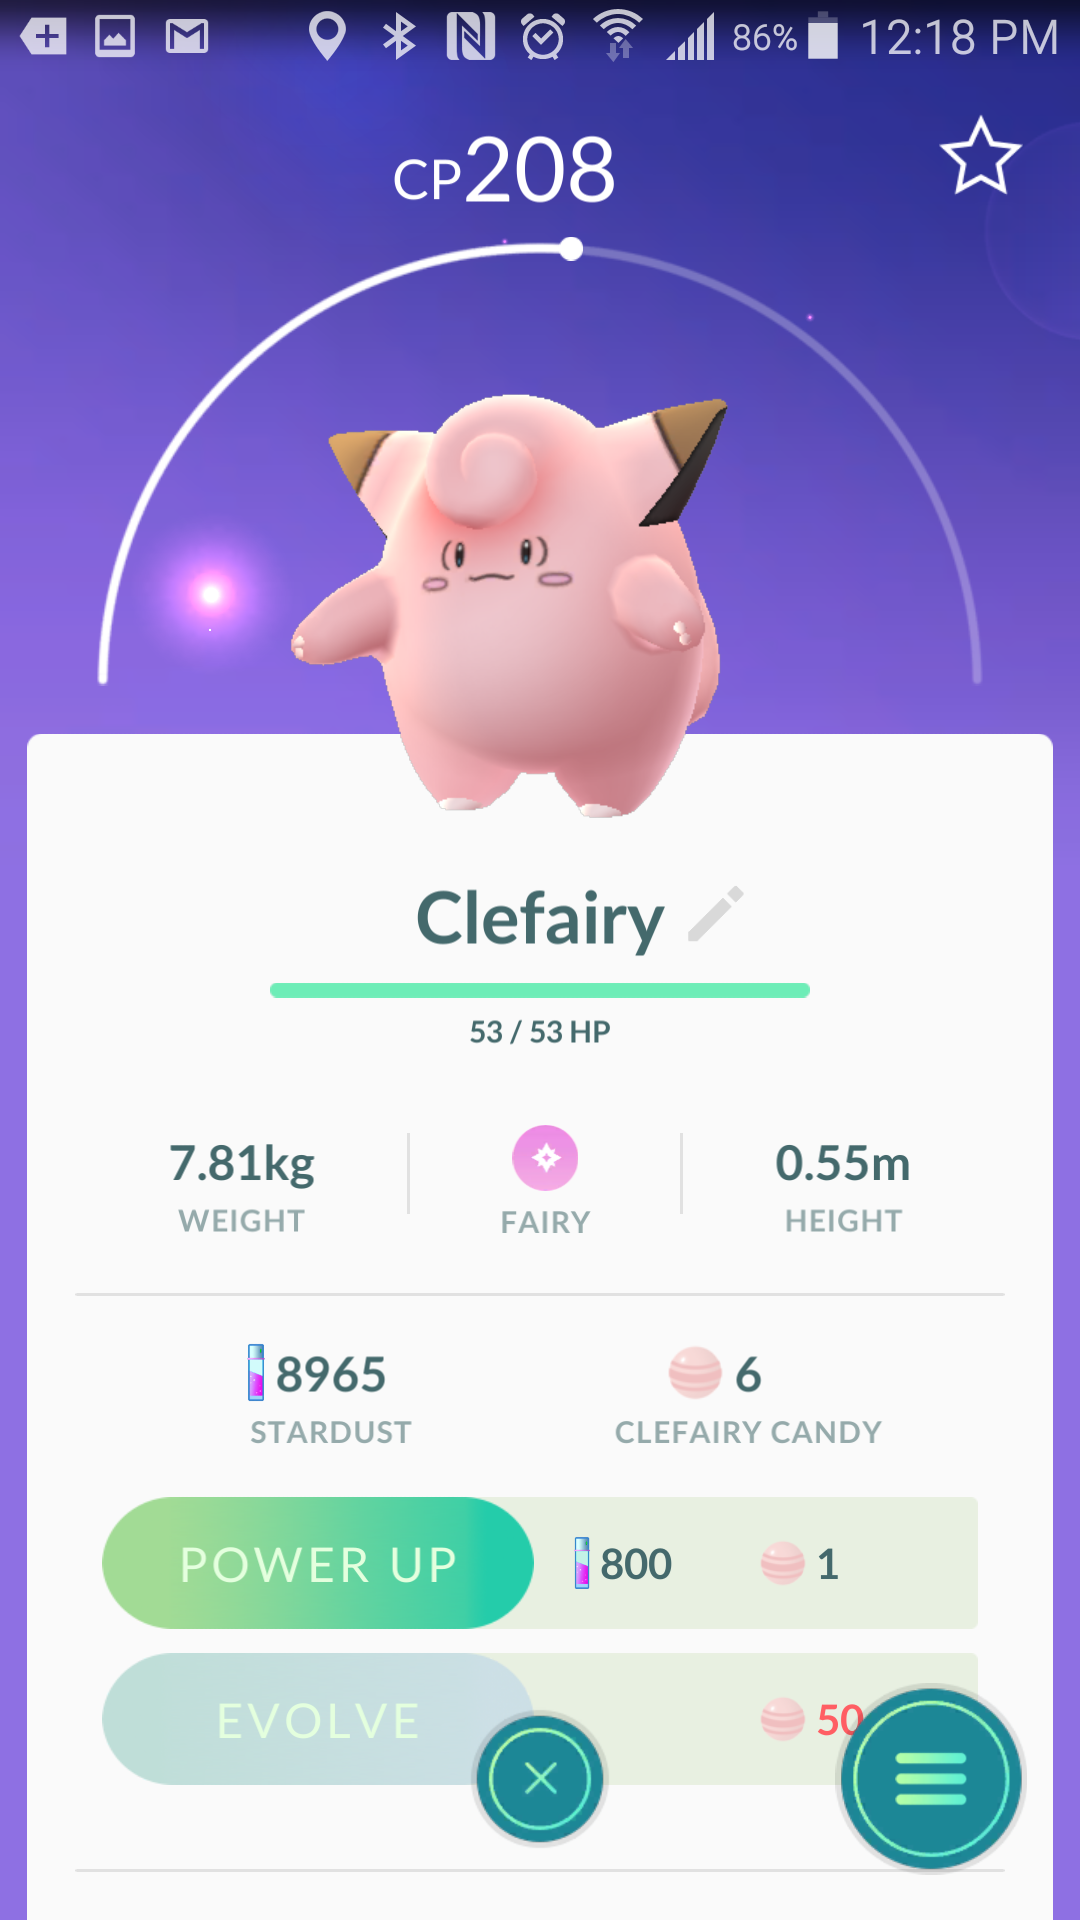 86% 12:18 PM
CP208
Clefairy
53 / 53 HP
7.81kg
WEIGHT
FAIRY
0.55m
HEIGHT
8965
STARDUST
6
CLEFAIRY CANDY
POWER UP 800 1
EVOLVE 50